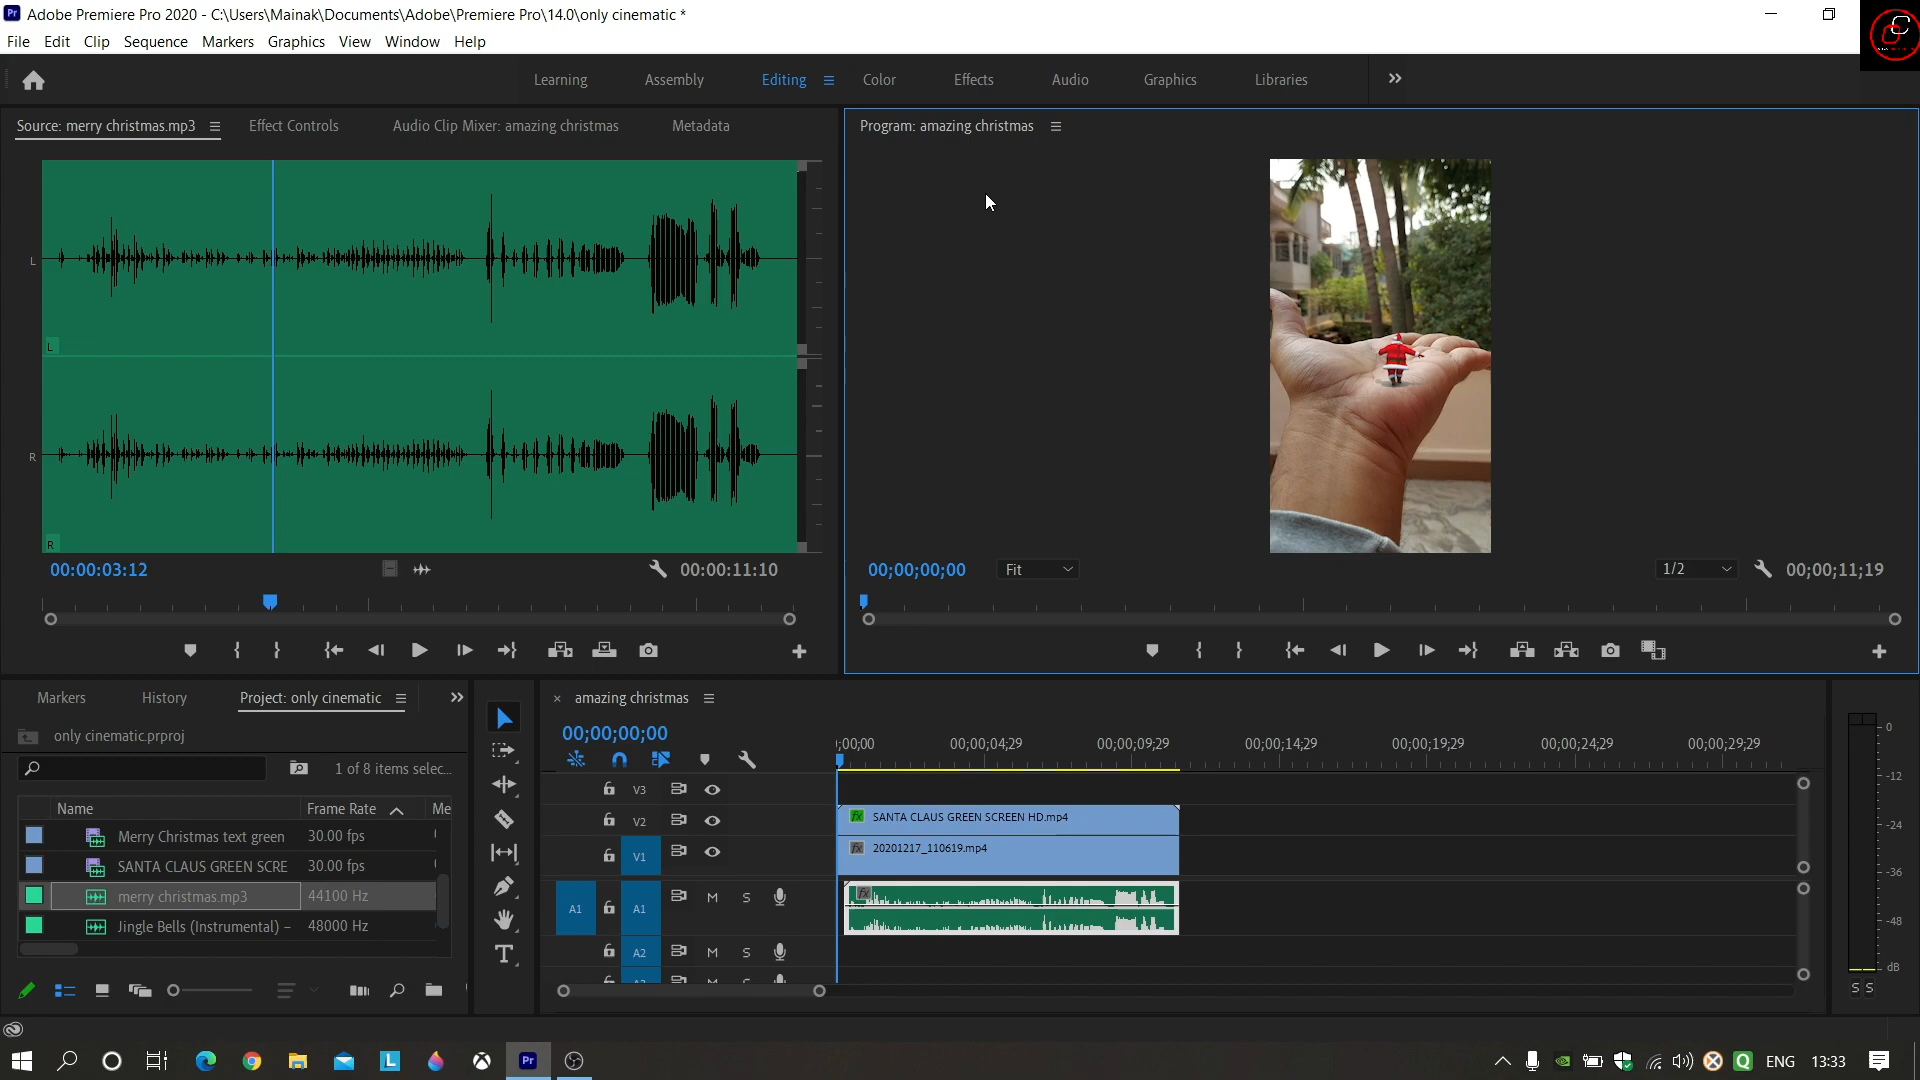 Pr Adobe Premiere Pro 2020 - C:\Users\Mainak\Documents\Adobe\Premiere Pro\14.0\only cinematic *
File Edit Clip Sequence Markers Graphics View Window Help
Learning Assembly Editing Color Effects Audio Graphics Libraries
Source: merry christmas.mp3 Effect Controls Audio Clip Mixer: amazing christmas Metadata
Program: amazing christmas
L
L
R
R
00:00:03:12 00:00:11:10
00;00;00;00 Fit 1/2 00;00;11;19
Markers History Project: only cinematic
only cinematic.prproj
1 of 8 items selec...
Name Frame Rate Me
Merry Christmas text green 30.00 fps
SANTA CLAUS GREEN SCRE 30.00 fps
merry christmas.mp3 44100 Hz
Jingle Bells (Instrumental) – 48000 Hz
amazing christmas
00;00;00;00
;00;00 00;00;04;29 00;00;09;29 00;00;14;29 00;00;19;29 00;00;24;29 00;00;29;29
V3
V2 fx SANTA CLAUS GREEN SCREEN HD.mp4
V1 fx 20201217_110619.mp4
A1 A1 M S fx
A2 M S
0
-12
-24
-36
-48
dB
S S
T
L Pr ENG 13:33